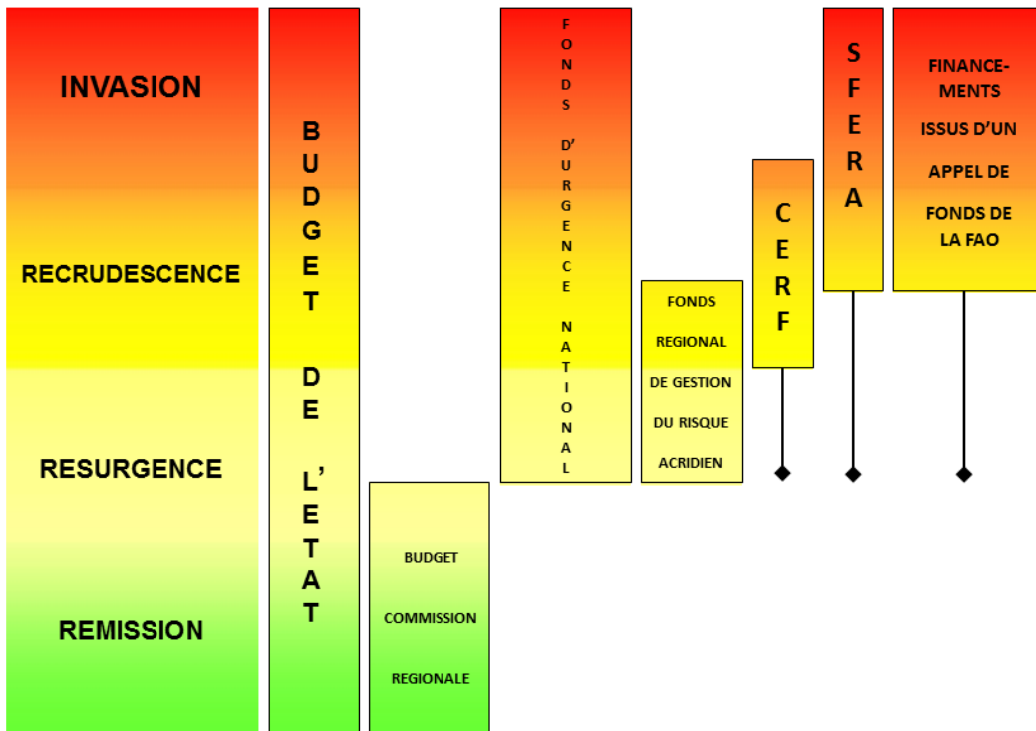 INVASION
RECRUDESCENCE
RESURGENCE
REMISSION
BUDGET DE L'ETAT
BUDGET
COMMISSION
REGIONALE
FONDS D'URGENCE NATIONAL
FONDS
REGIONAL
DE GESTION
DU RISQUE
ACRIDIEN
CERF
SFERA
FINANCE-
MENTS
ISSUS D'UN
APPEL DE
FONDS DE
LA FAO